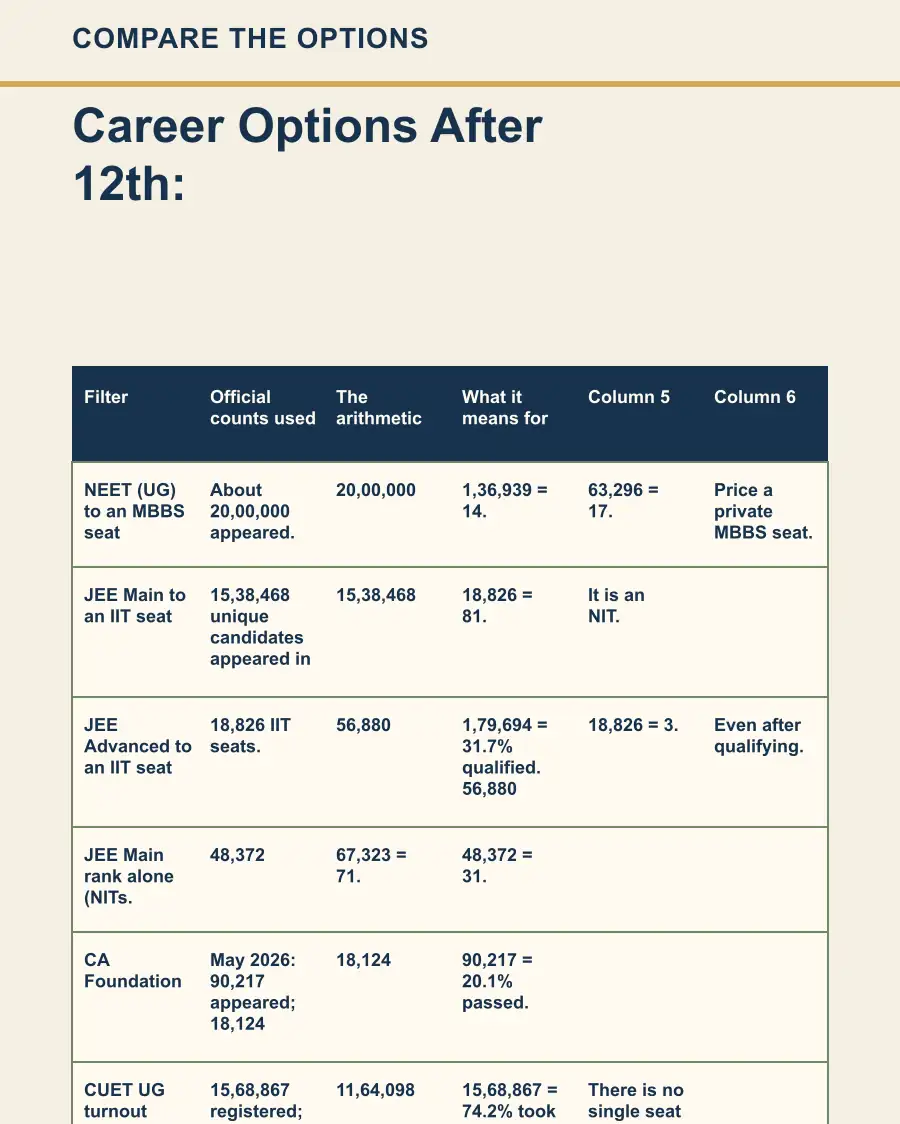 COMPARE THE OPTIONS
Career Options After
12th:
Filter
Official
counts used
The
arithmetic
What it
means for
Column 5
Column 6
NEET (UG)
to an MBBS
seat
About
20,00,000
appeared.
20,00,000
1,36,939 =
14.
63,296 =
17.
Price a
private
MBBS seat.
JEE Main to
an IIT seat
15,38,468
unique
candidates
appeared in
15,38,468
18,826 =
81.
It is an
NIT.
JEE
Advanced to
an IIT seat
18,826 IIT
seats.
56,880
1,79,694 =
31.7%
qualified.
56,880
18,826 = 3.
Even after
qualifying.
JEE Main
rank alone
(NITs.
48,372
67,323 =
71.
48,372 =
31.
CA
Foundation
May 2026:
90,217
appeared;
18,124
18,124
90,217 =
20.1%
passed.
CUET UG
turnout
15,68,867
registered;
11,64,098
15,68,867 =
74.2% took
There is no
single seat